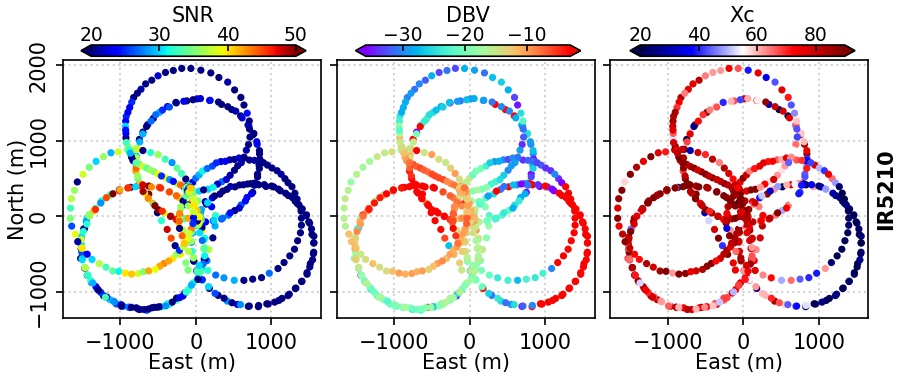 SNR DBV Xc
20 30 40 50 −30 −20 −10 20 40 60 80
2000
1000
0
−1000
North (m)
−1000 0 1000 −1000 0 1000 −1000 0 1000
East (m) East (m) East (m)
IR5210